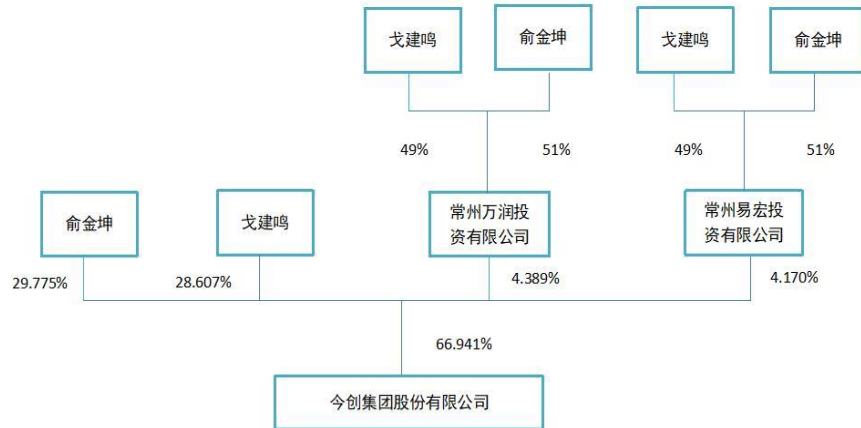 戈建鸣
俞金坤
戈建鸣
俞金坤
49%
51%
49%
51%
俞金坤
戈建鸣
常州万润投
资有限公司
常州易宏投
资有限公司
29.775%
28.607%
4.389%
4.170%
66.941%
今创集团股份有限公司